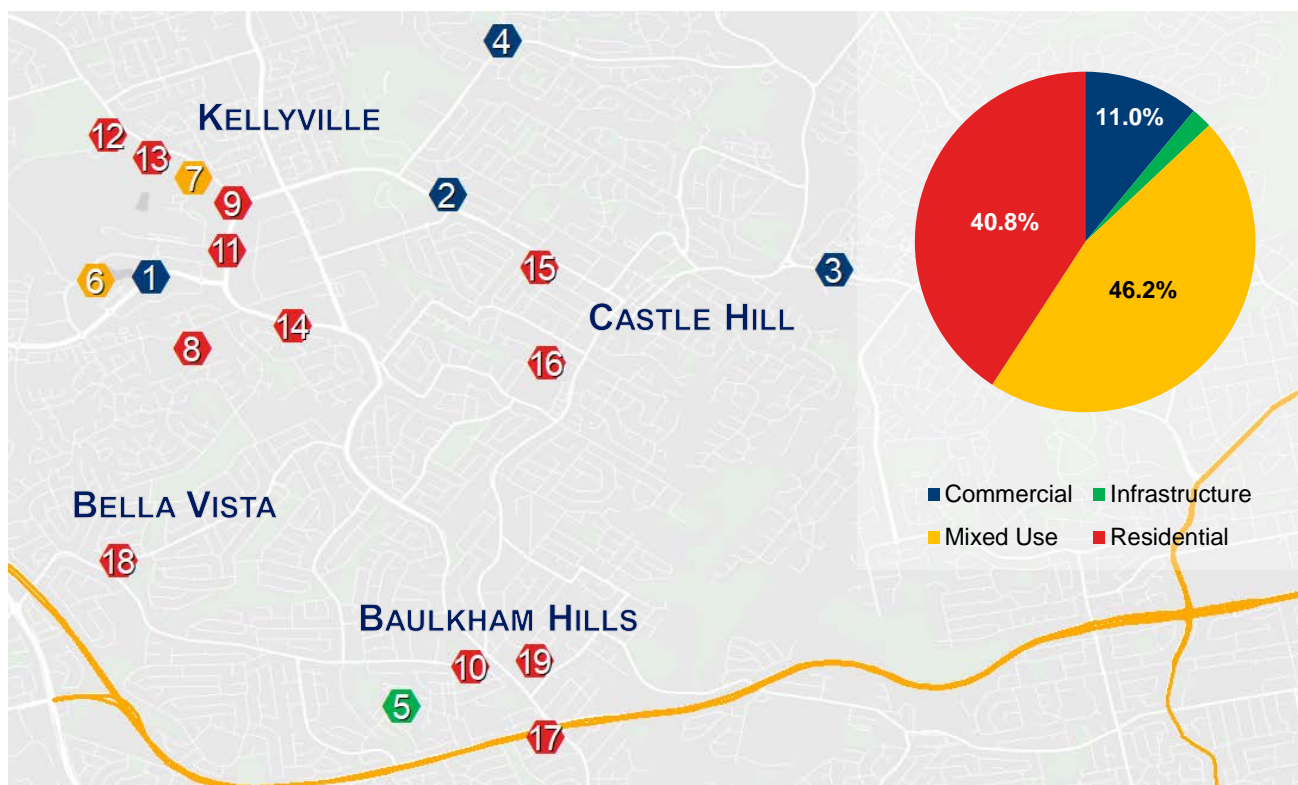 4
KELLYVILLE
12
13
7
9
2
11
6
1
15
3
14
CASTLE HILL
8
16
11.0%
40.8%
46.2%
Commercial
Infrastructure
Mixed Use
Residential
BELLA VISTA
18
BAULKHAM HILLS
10
19
5
17